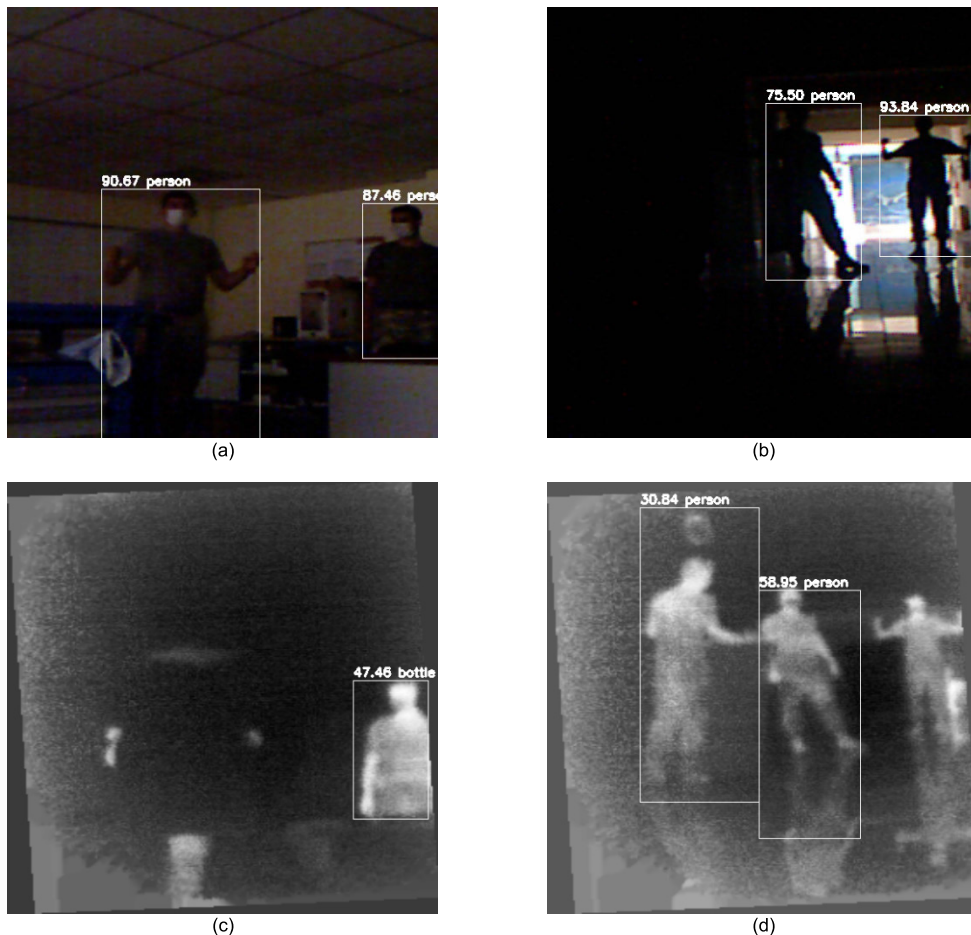 90.67 person
87.46 perso
75.50 person
93.84 person
(a)
(b)
47.46 bottle
30.84 person
58.95 person
(c)
(d)